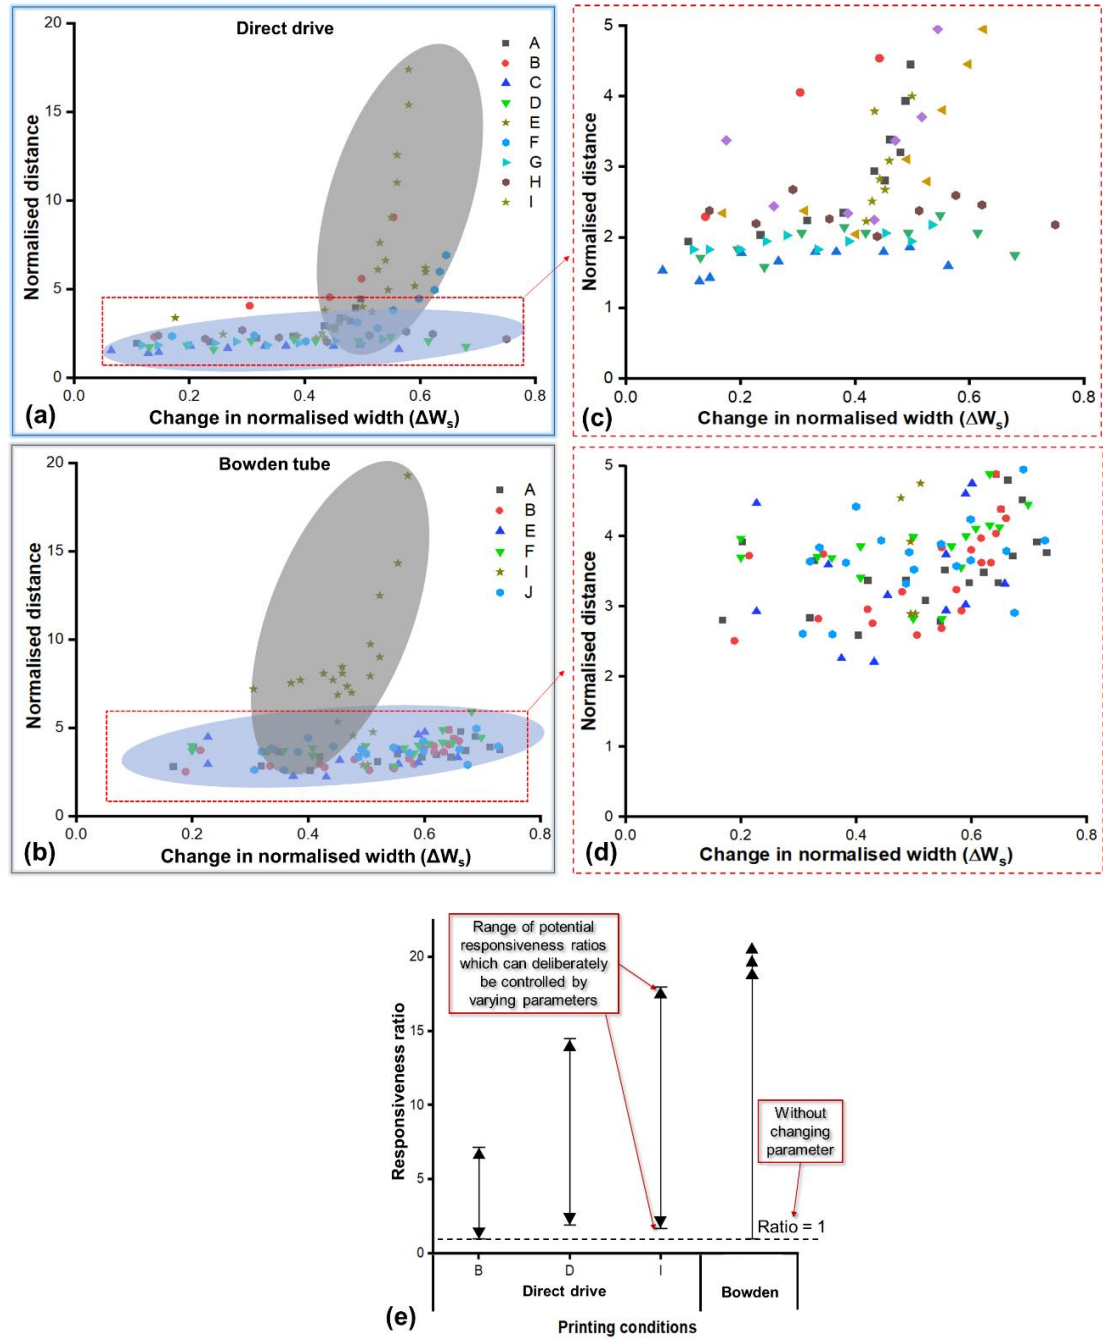 20
15
10
5
0
Normalised distance
Direct drive
A
B
C
D
E
F
G
H
I
0.0 0.2 0.4 0.6 0.8
(a) Change in normalised width (ΔWs)
5
4
3
2
1
0
Normalised distance
0.0 0.2 0.4 0.6 0.8
(c) Change in normalised width (ΔWs)
20
15
10
5
0
Normalised distance
Bowden tube
A
B
E
F
I
J
0.0 0.2 0.4 0.6 0.8
(b) Change in normalised width (ΔWs)
5
4
3
2
1
0
Normalised distance
0.0 0.2 0.4 0.6 0.8
(d) Change in normalised width (ΔWs)
Range of potential
responsiveness ratios
which can deliberately
be controlled by
varying parameters
20
15
10
5
0
Responsiveness ratio
Without
changing
parameter
Ratio = 1
B D I
Direct drive Bowden
(e)
Printing conditions